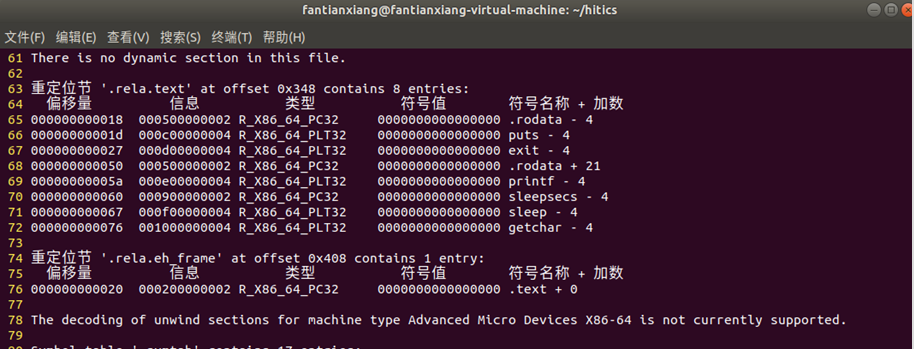 fantianxiang@fantianxiang-virtual-machine: ~/hitics
文件(F) 编辑(E) 查看(V) 搜索(S) 终端(T) 帮助(H)
61 There is no dynamic section in this file.
62
63 重定位节 '.rela.text' at offset 0x348 contains 8 entries:
64 偏移量 信息 类型 符号值 符号名称 + 加数
65 000000000018 000500000002 R_X86_64_PC32 0000000000000000 .rodata - 4
66 00000000001d 000c00000004 R_X86_64_PLT32 0000000000000000 puts - 4
67 000000000027 000d00000004 R_X86_64_PLT32 0000000000000000 exit - 4
68 000000000050 000500000002 R_X86_64_PC32 0000000000000000 .rodata + 21
69 00000000005a 000e00000004 R_X86_64_PLT32 0000000000000000 printf - 4
70 000000000060 000900000002 R_X86_64_PC32 0000000000000000 sleepsecs - 4
71 000000000067 000f00000004 R_X86_64_PLT32 0000000000000000 sleep - 4
72 000000000076 001000000004 R_X86_64_PLT32 0000000000000000 getchar - 4
73
74 重定位节 '.rela.eh_frame' at offset 0x408 contains 1 entry:
75 偏移量 信息 类型 符号值 符号名称 + 加数
76 000000000020 000200000002 R_X86_64_PC32 0000000000000000 .text + 0
77
78 The decoding of unwind sections for machine type Advanced Micro Devices X86-64 is not currently supported.
79
80 Symbol table '.symtab' contains 17 entries: